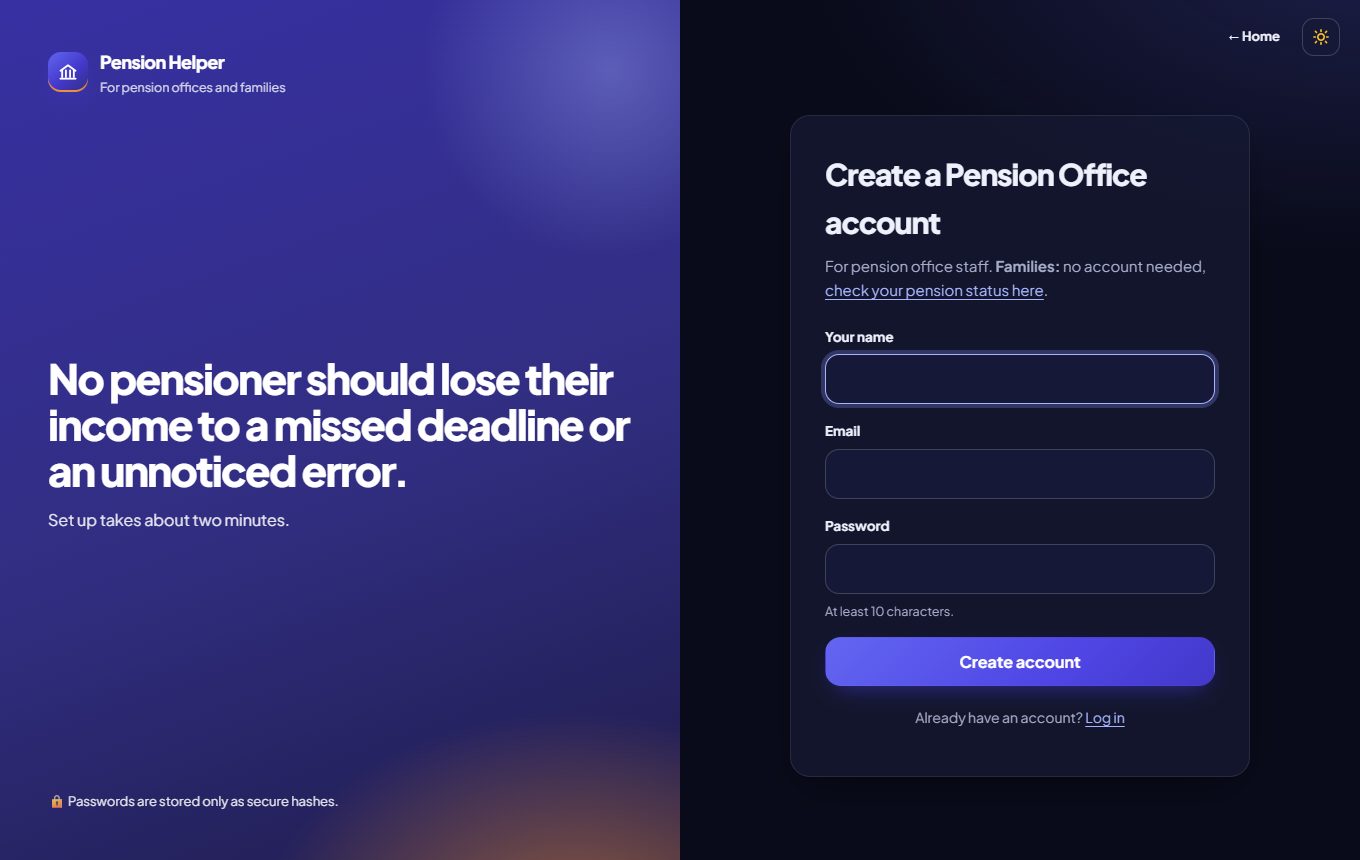 Pension Helper
For pension offices and families
No pensioner should lose their
income to a missed deadline or
an unnoticed error.
Set up takes about two minutes.
🔒 Passwords are stored only as secure hashes.
← Home
Create a Pension Office
account
For pension office staff. Families: no account needed,
check your pension status here.
Your name
Email
Password
At least 10 characters.
Create account
Already have an account? Log in